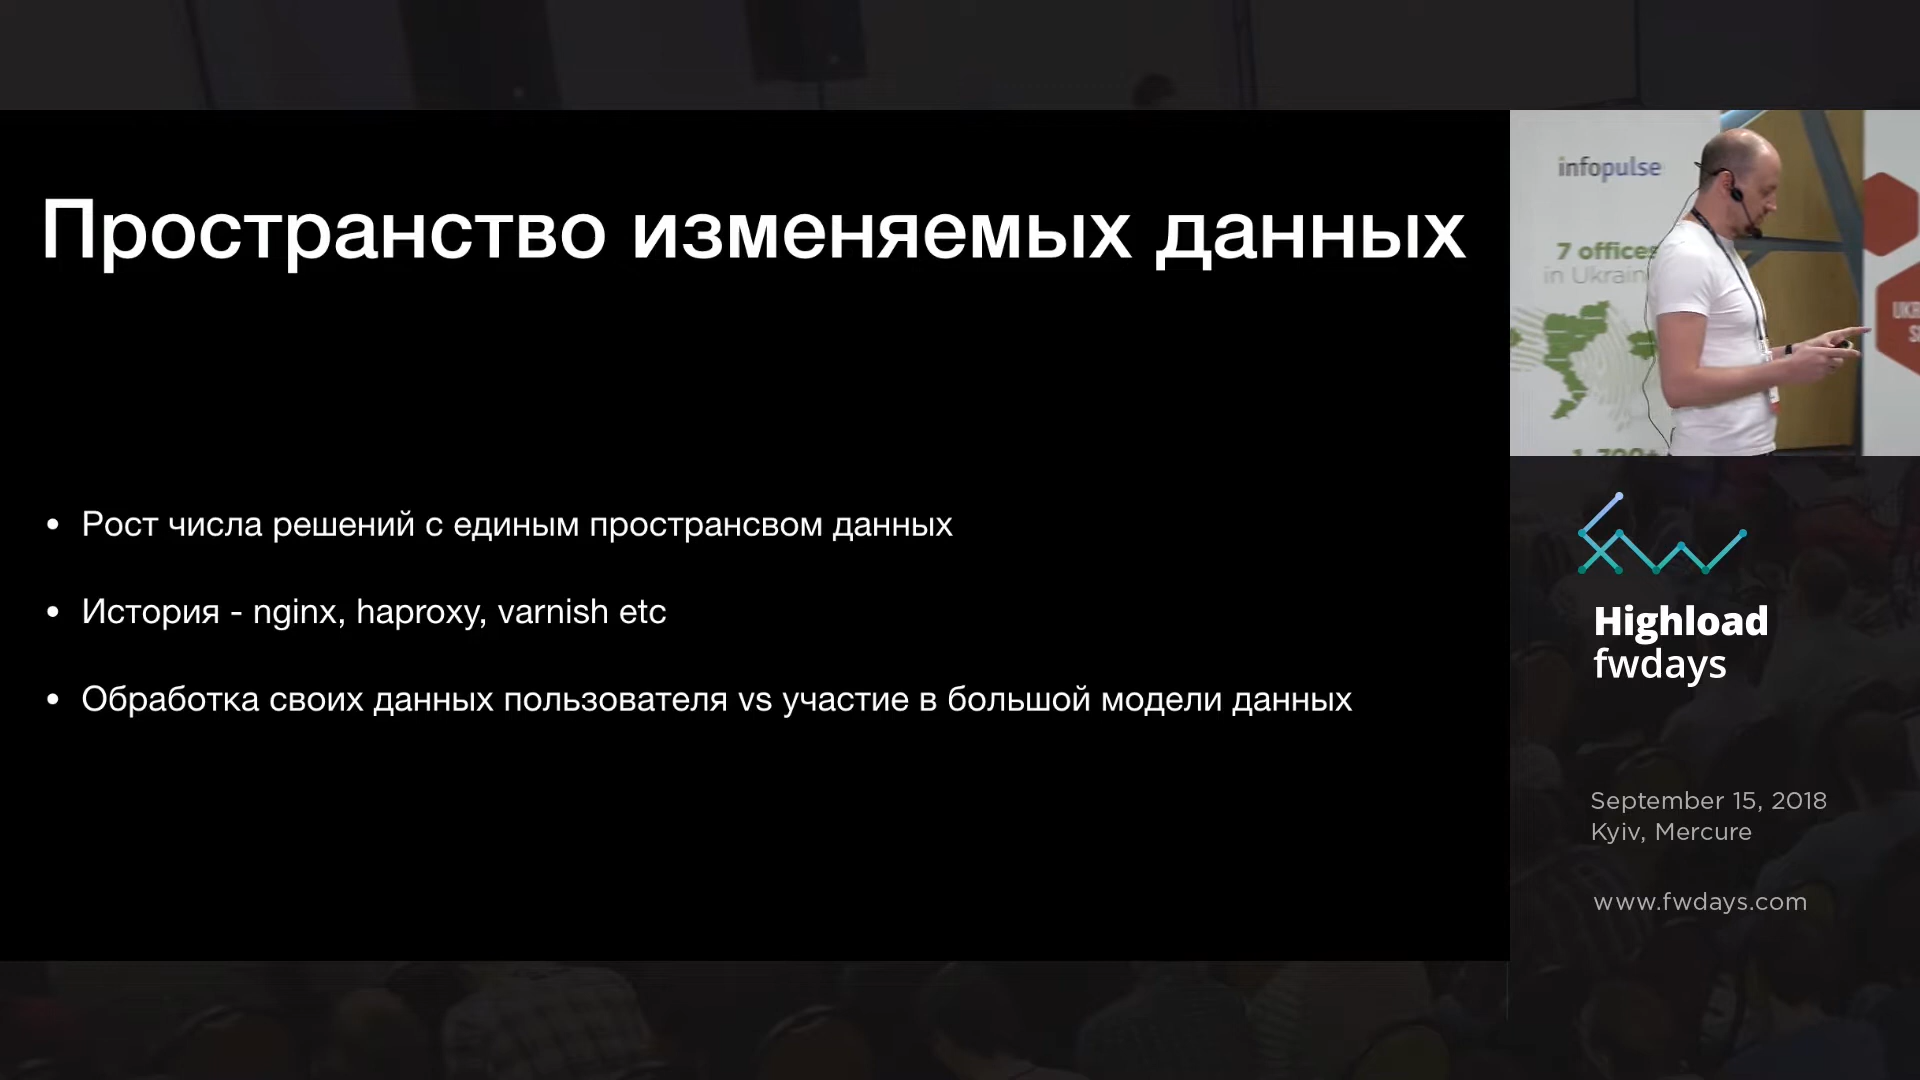 Пространство изменяемых данных
• Рост числа решений с единым пространсвом данных
• История - nginx, haproxy, varnish etc
• Обработка своих данных пользователя vs участие в большой модели данных
infopulse
7 offices
in Ukrain
Highload
fwdays
September 15, 2018
Kyiv, Mercure
www.fwdays.com